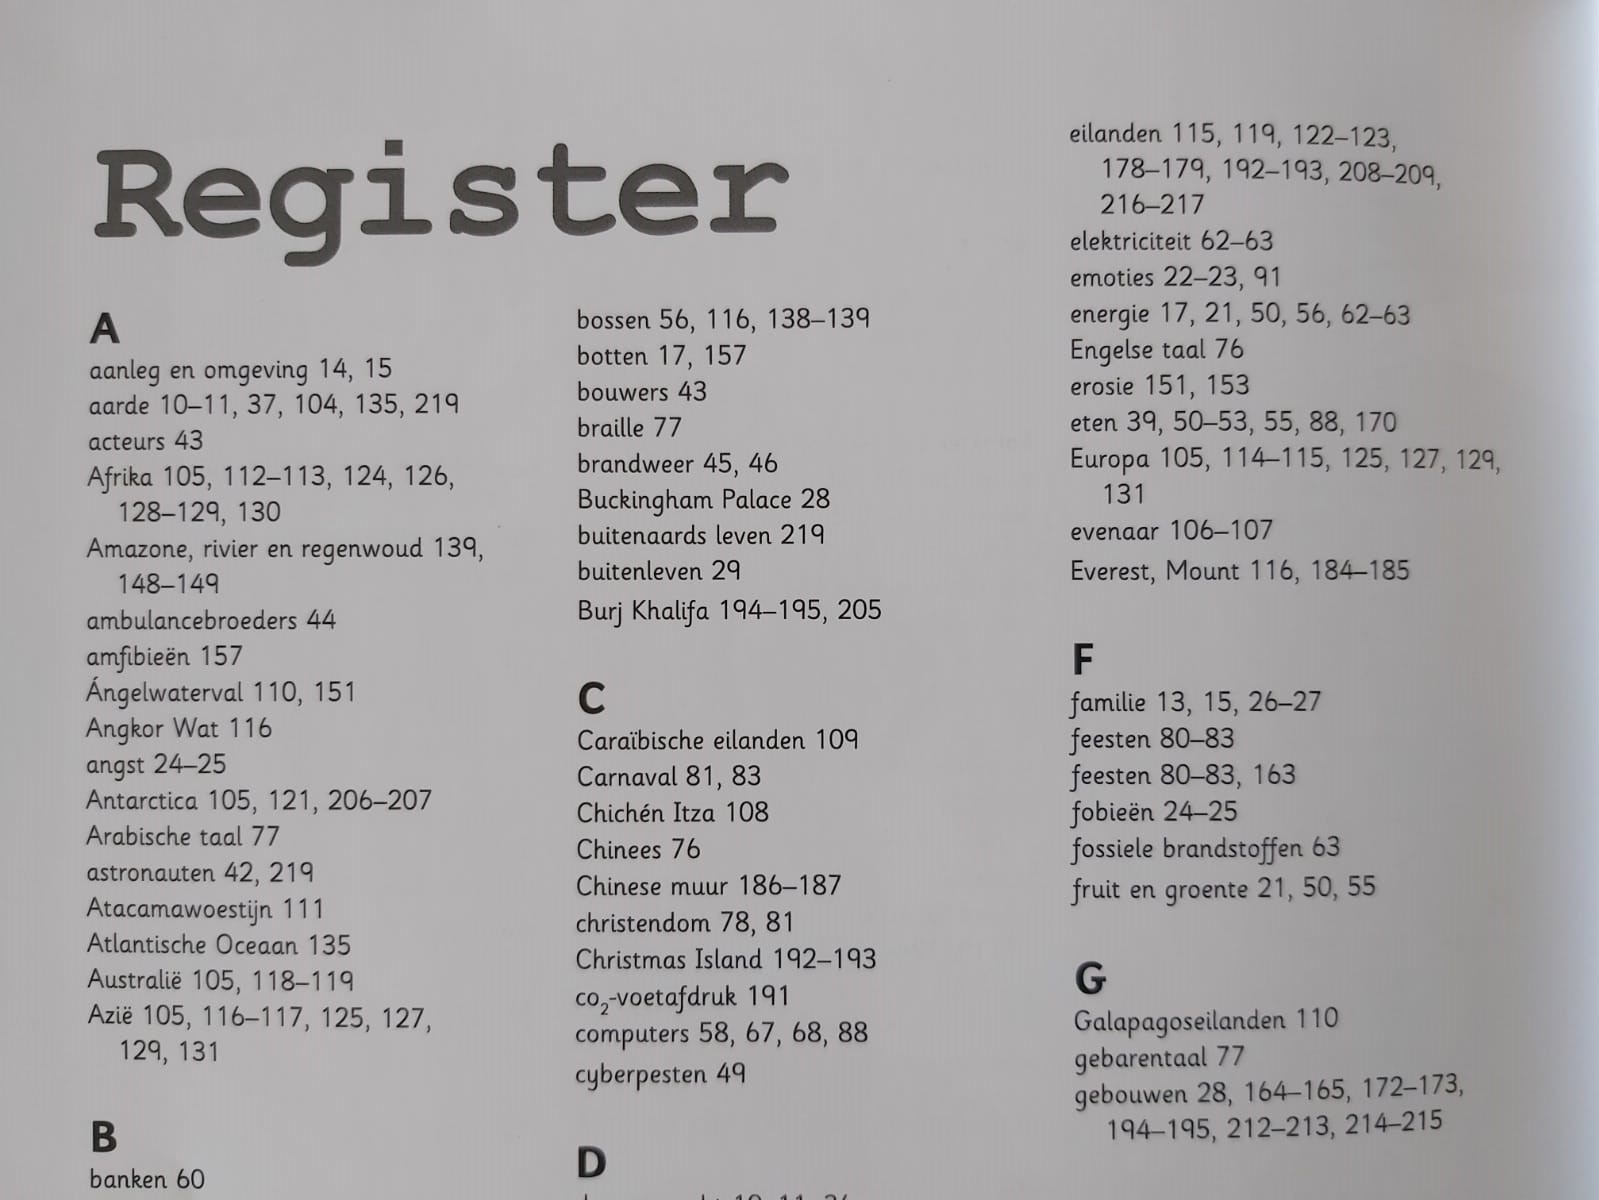 Register
A
aanleg en omgeving 14, 15
aarde 10–11, 37, 104, 135, 219
acteurs 43
Afrika 105, 112–113, 124, 126,
128–129, 130
Amazone, rivier en regenwoud 139,
148–149
ambulancebroeders 44
amfibieën 157
Ángelwaterval 110, 151
Angkor Wat 116
angst 24–25
Antarctica 105, 121, 206–207
Arabische taal 77
astronauten 42, 219
Atacamawoestijn 111
Atlantische Oceaan 135
Australië 105, 118–119
Azië 105, 116–117, 125, 127,
129, 131
B
banken 60
bossen 56, 116, 138–139
botten 17, 157
bouwers 43
braille 77
brandweer 45, 46
Buckingham Palace 28
buitenaards leven 219
buitenleven 29
Burj Khalifa 194–195, 205
C
Caraïbische eilanden 109
Carnaval 81, 83
Chichén Itza 108
Chinees 76
Chinese muur 186–187
christendom 78, 81
Christmas Island 192–193
co₂-voetafdruk 191
computers 58, 67, 68, 88
cyberpesten 49
D
eilanden 115, 119, 122–123,
178–179, 192–193, 208–209,
216–217
elektriciteit 62–63
emoties 22–23, 91
energie 17, 21, 50, 56, 62–63
Engelse taal 76
erosie 151, 153
eten 39, 50–53, 55, 88, 170
Europa 105, 114–115, 125, 127, 129,
131
evenaar 106–107
Everest, Mount 116, 184–185
F
familie 13, 15, 26–27
feesten 80–83
feesten 80–83, 163
fobieën 24–25
fossiele brandstoffen 63
fruit en groente 21, 50, 55
G
Galapagoseilanden 110
gebarentaal 77
gebouwen 28, 164–165, 172–173,
194–195, 212–213, 214–215